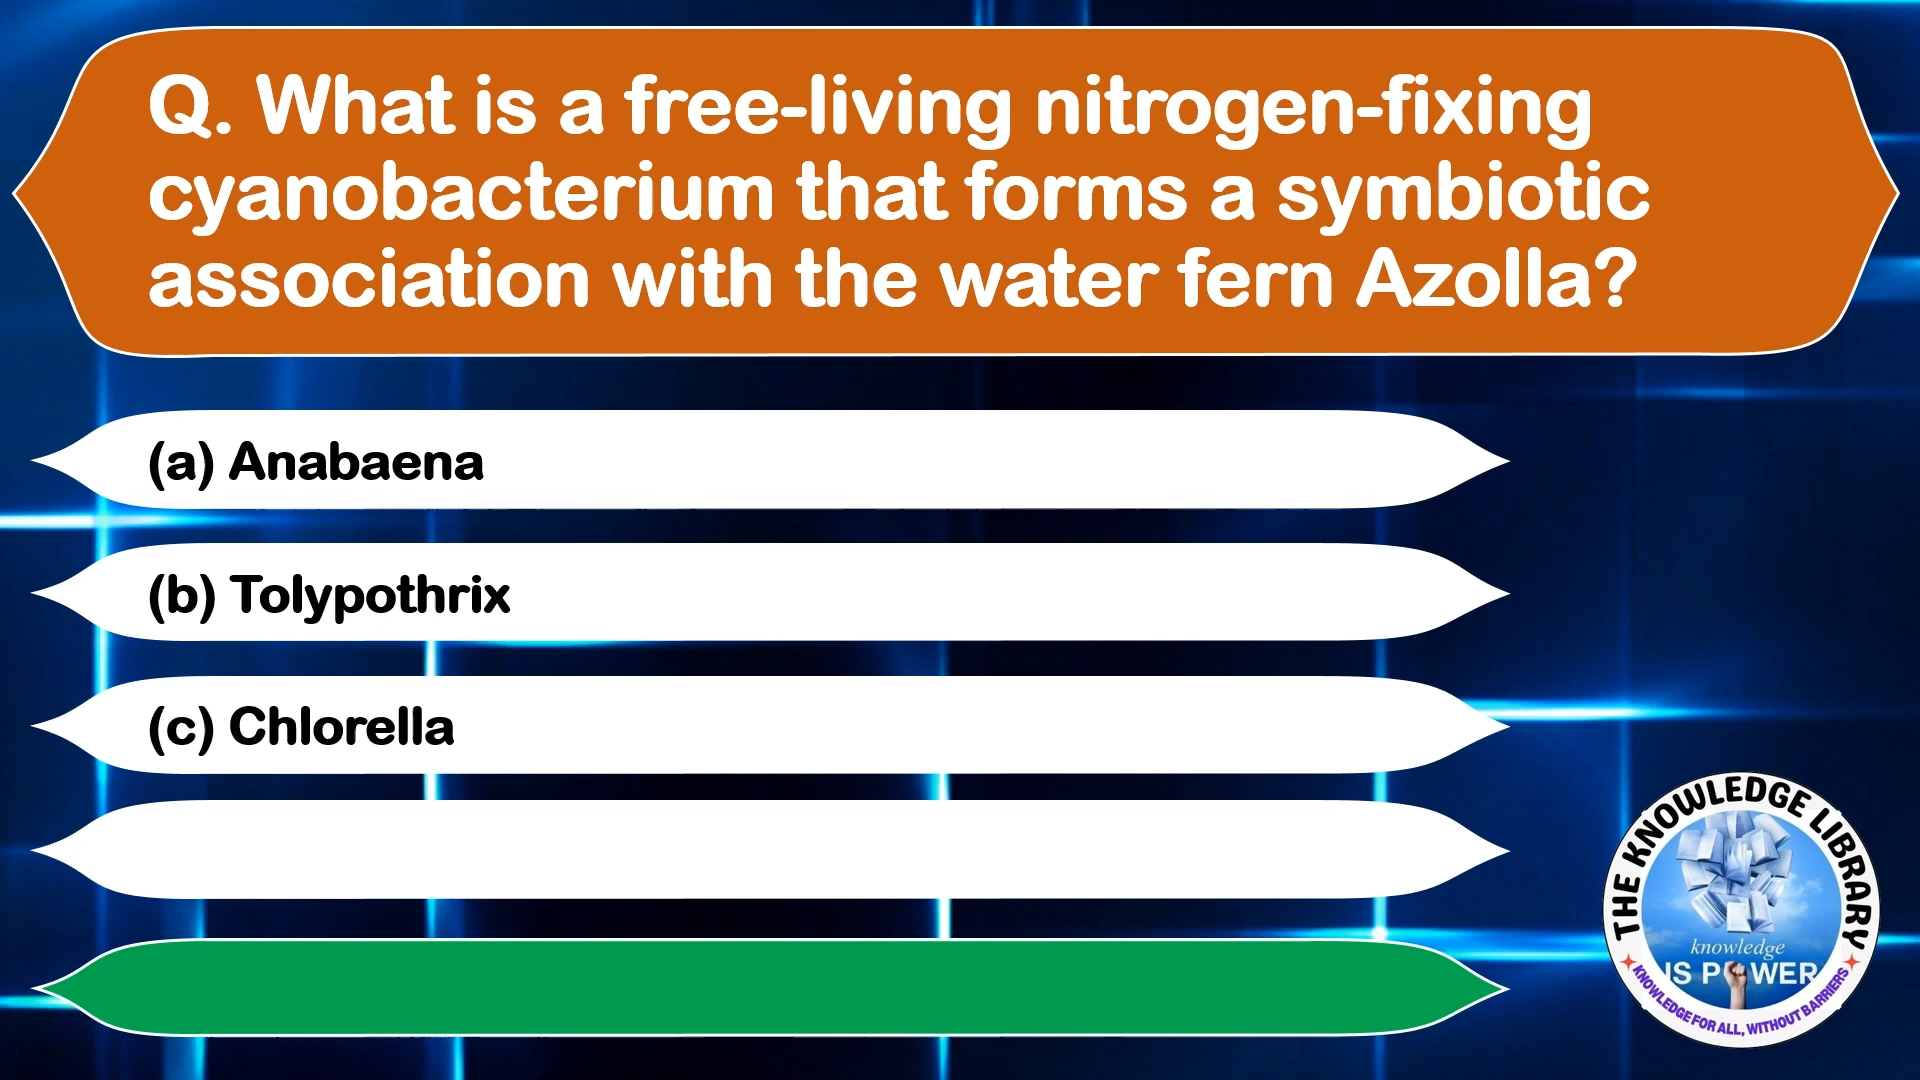 Q. What is a free-living nitrogen-fixing
cyanobacterium that forms a symbiotic
association with the water fern Azolla?
(a) Anabaena
(b) Tolypothrix
(c) Chlorella
THE KNOWLEDGE LIBRARY
knowledge
IS POWER
KNOWLEDGE FOR ALL, WITHOUT BARRIERS